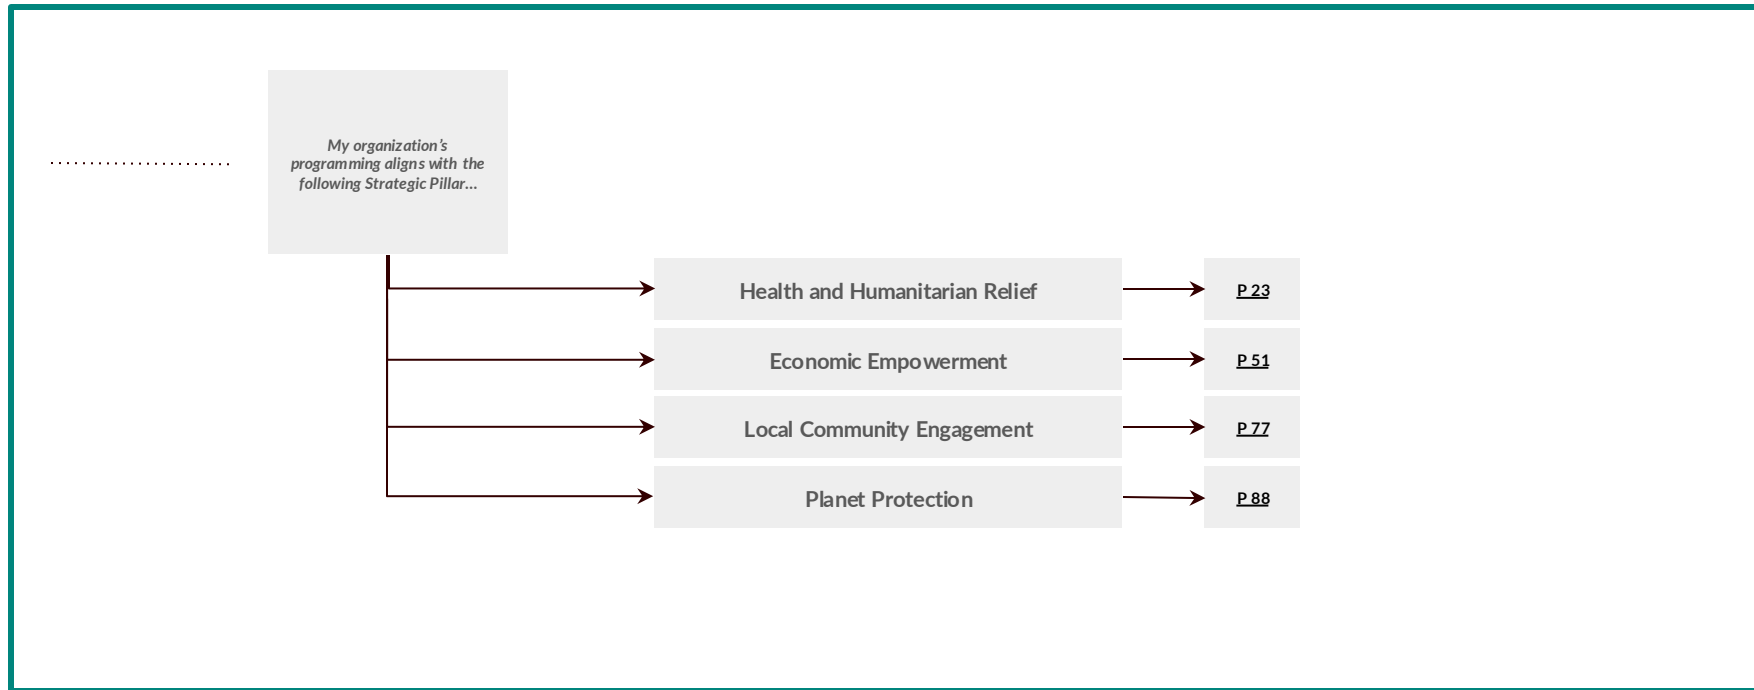 My organization's
programming aligns with the
following Strategic Pillar...
Health and Humanitarian Relief
P 23
Economic Empowerment
P 51
Local Community Engagement
P 77
Planet Protection
P 88